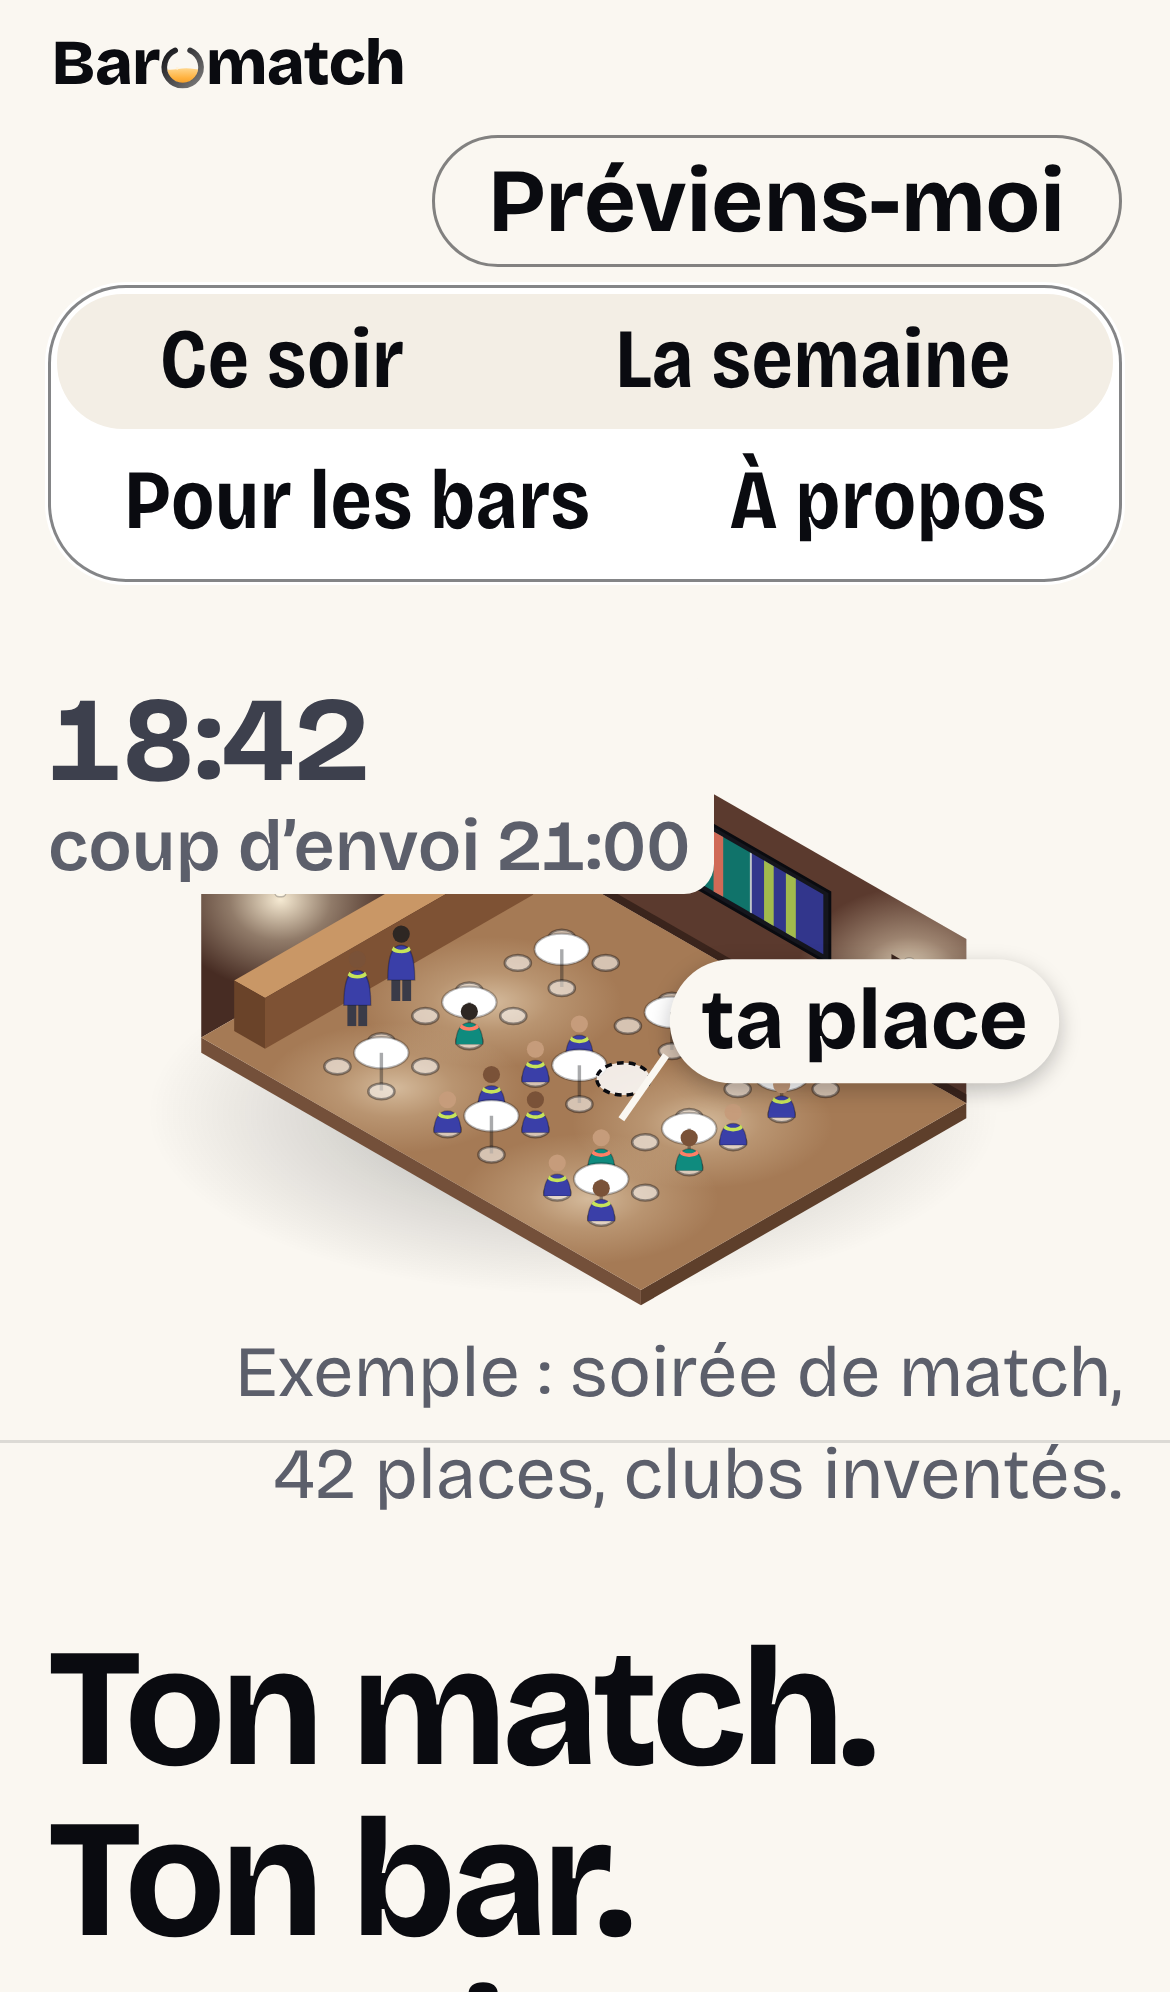 Baromatch
Préviens-moi
Ce soir La semaine
Pour les bars À propos
18:42
coup d’envoi 21:00
ta place
Exemple : soirée de match,
42 places, clubs inventés.
Ton match.
Ton bar.